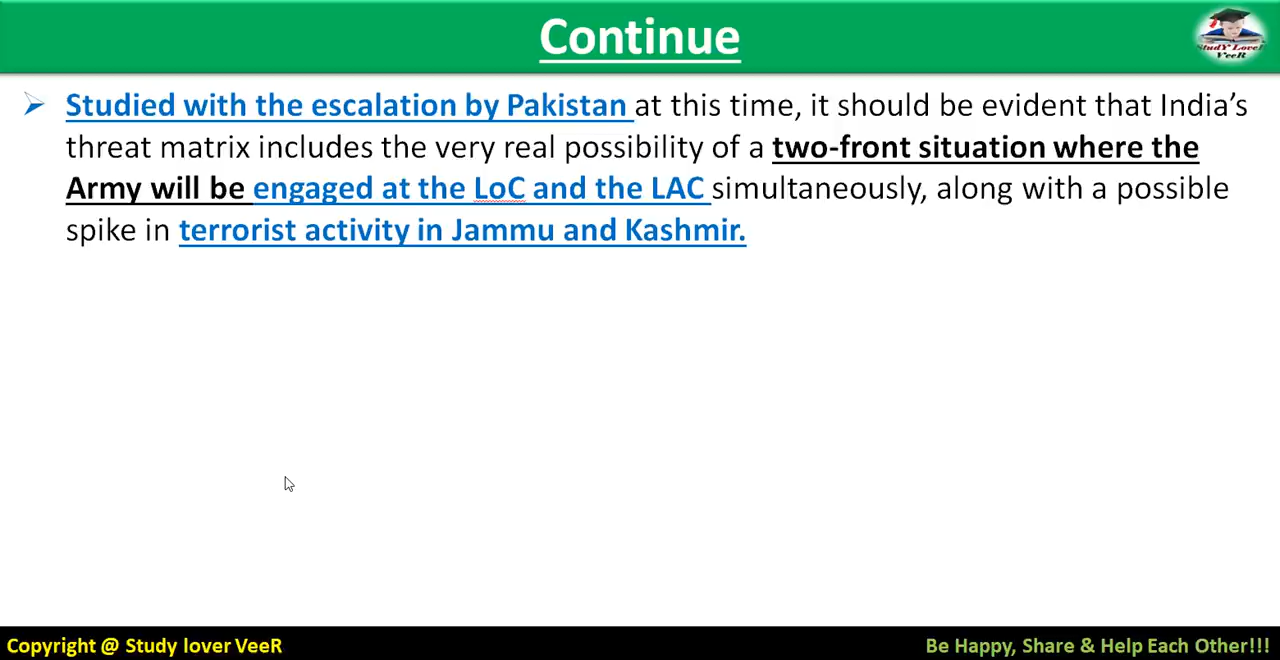 Continue
StudY LoveR
VeeR
Studied with the escalation by Pakistan at this time, it should be evident that India’s
threat matrix includes the very real possibility of a two-front situation where the
Army will be engaged at the LoC and the LAC simultaneously, along with a possible
spike in terrorist activity in Jammu and Kashmir.
Copyright @ Study lover VeeR
Be Happy, Share & Help Each Other!!!